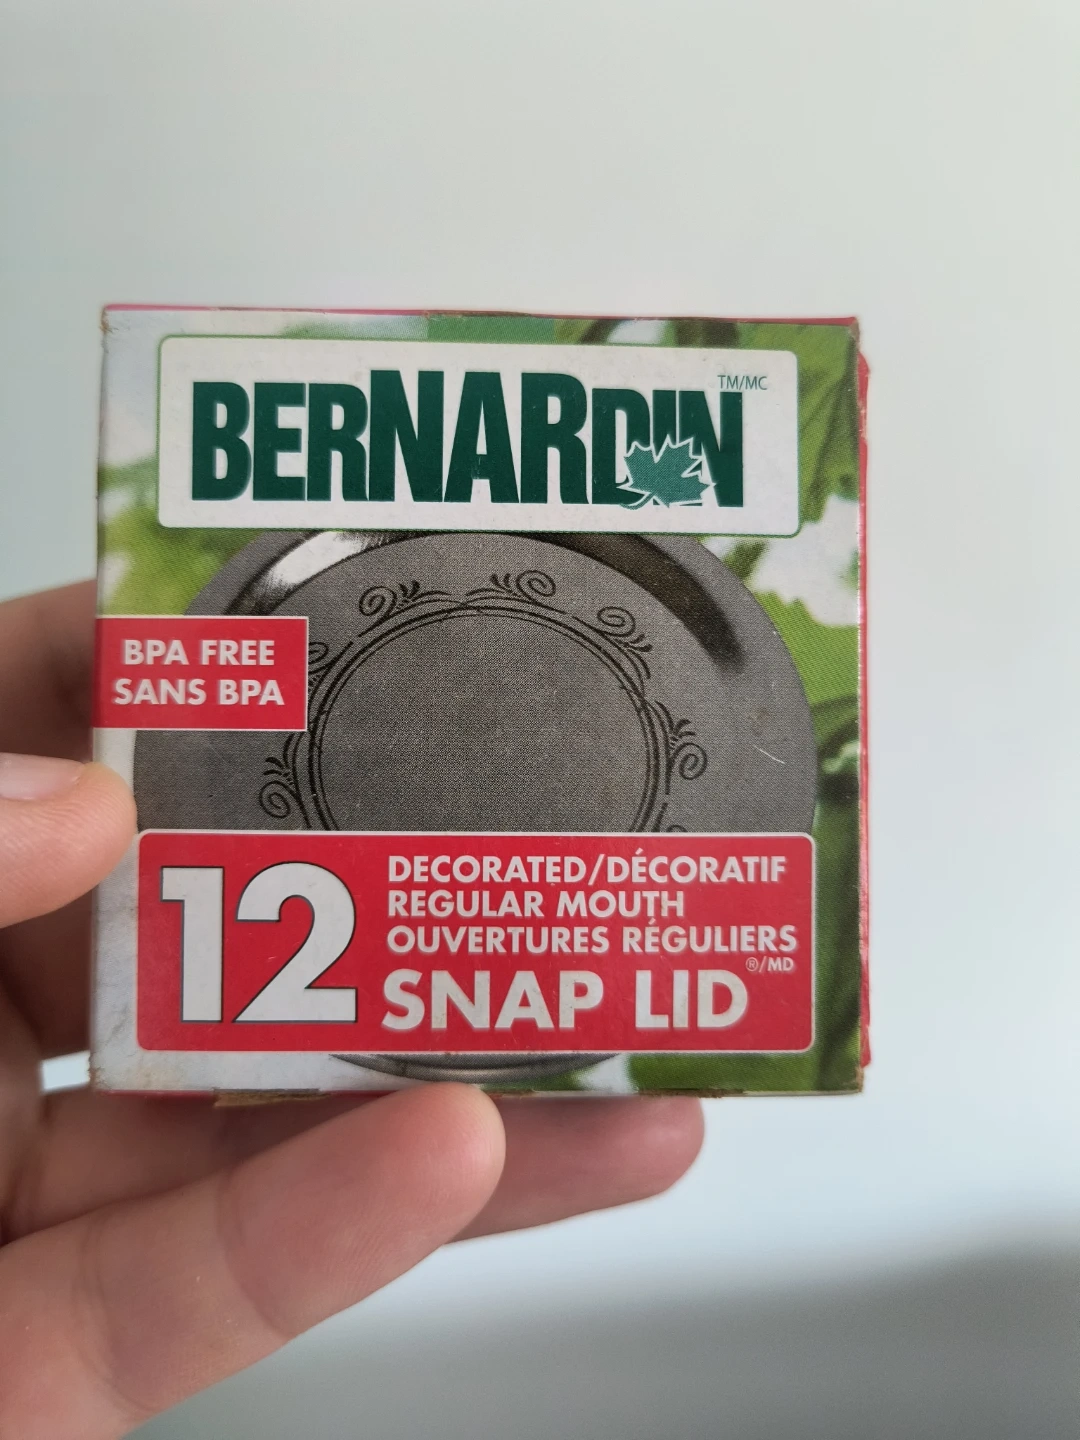 BERNARDIN TM/MC
BPA FREE
SANS BPA
12
DECORATED/DÉCORATIF
REGULAR MOUTH
OUVERTURES RÉGULIERS
SNAP LID ®/MD